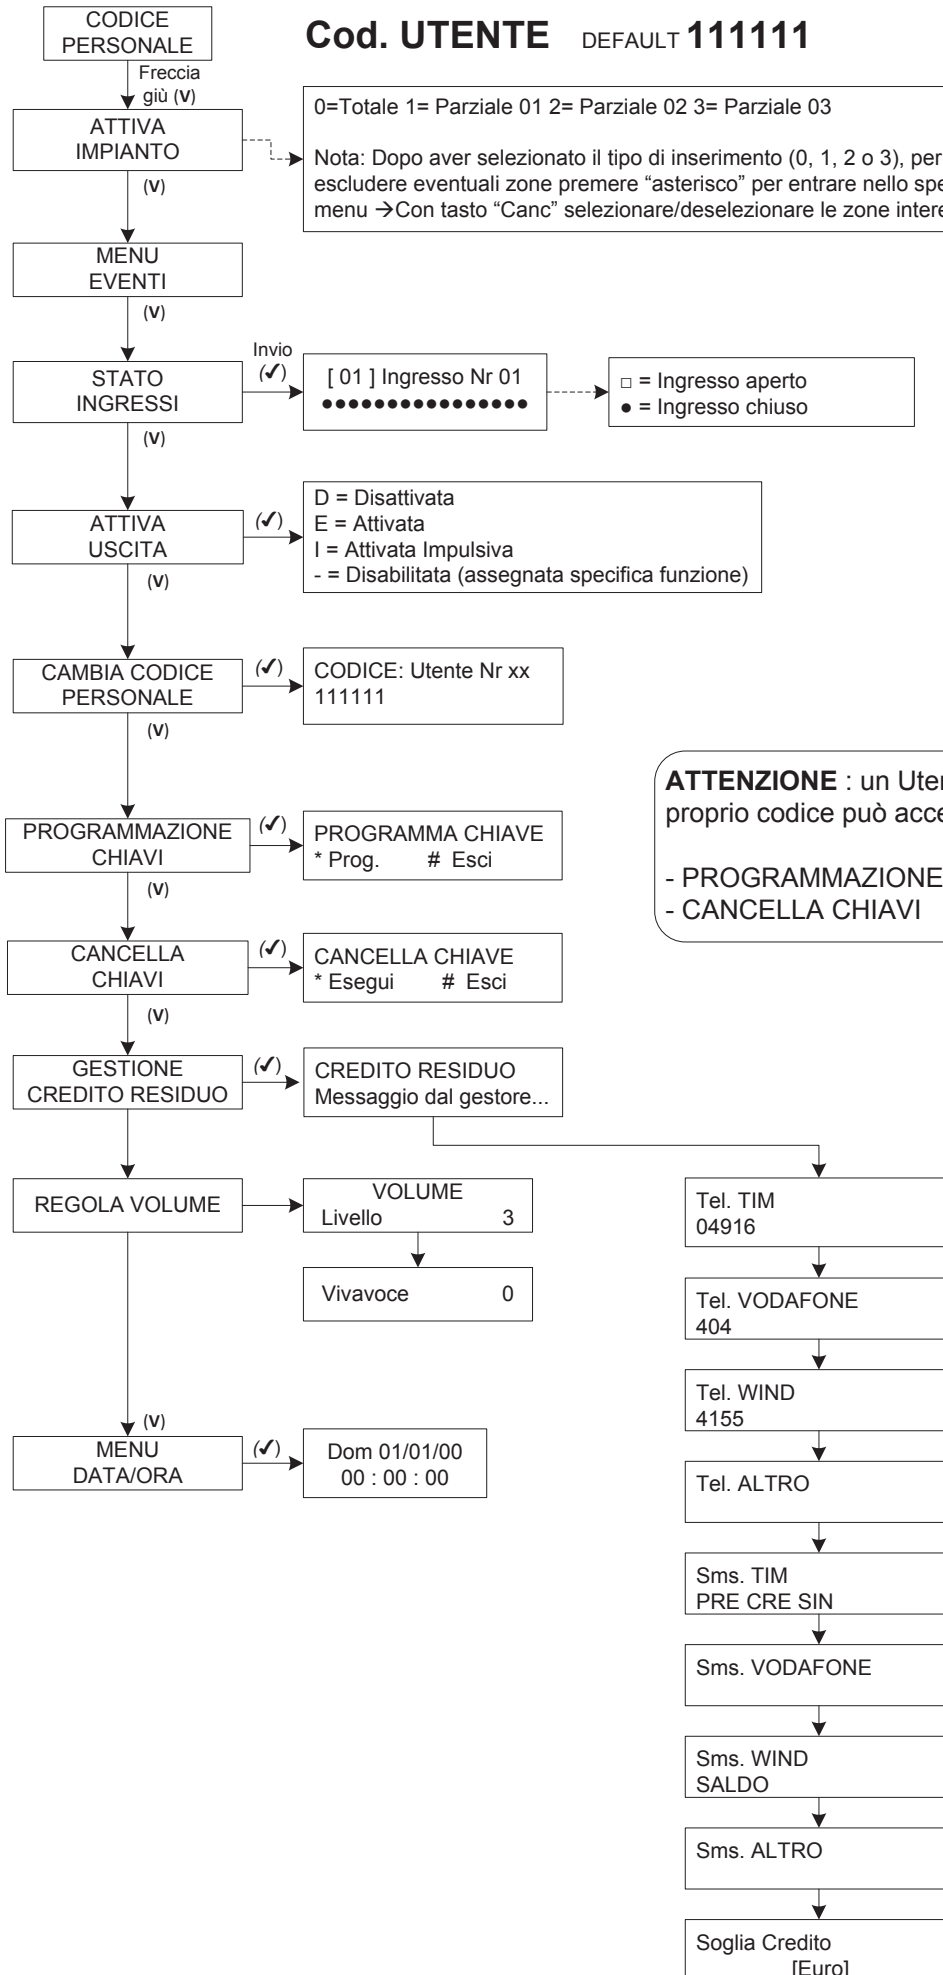 CODICE
PERSONALE
Cod. UTENTE DEFAULT 111111
Freccia
giù (V)
ATTIVA
IMPIANTO
0=Totale 1= Parziale 01 2= Parziale 02 3= Parziale 03
Nota: Dopo aver selezionato il tipo di inserimento (0, 1, 2 o 3), per
escludere eventuali zone premere “asterisco” per entrare nello spe
menu →Con tasto “Canc” selezionare/deselezionare le zone intere
(V)
MENU
EVENTI
(V)
STATO
INGRESSI
Invio
(✓)
[ 01 ] Ingresso Nr 01
●●●●●●●●●●●●●●●●
□ = Ingresso aperto
● = Ingresso chiuso
(V)
ATTIVA
USCITA
(✓)
D = Disattivata
E = Attivata
I = Attivata Impulsiva
- = Disabilitata (assegnata specifica funzione)
(V)
CAMBIA CODICE
PERSONALE
(✓)
CODICE: Utente Nr xx
111111
(V)
ATTENZIONE : un Uten
proprio codice può acce
- PROGRAMMAZIONE
- CANCELLA CHIAVI
PROGRAMMAZIONE
CHIAVI
(✓)
PROGRAMMA CHIAVE
* Prog. # Esci
(V)
CANCELLA
CHIAVI
(✓)
CANCELLA CHIAVE
* Esegui # Esci
(V)
GESTIONE
CREDITO RESIDUO
(✓)
CREDITO RESIDUO
Messaggio dal gestore...
REGOLA VOLUME
VOLUME
Livello 3
Vivavoce 0
(V)
MENU
DATA/ORA
(✓)
Dom 01/01/00
00 : 00 : 00
Tel. TIM
04916
Tel. VODAFONE
404
Tel. WIND
4155
Tel. ALTRO
Sms. TIM
PRE CRE SIN
Sms. VODAFONE
Sms. WIND
SALDO
Sms. ALTRO
Soglia Credito
[Euro]